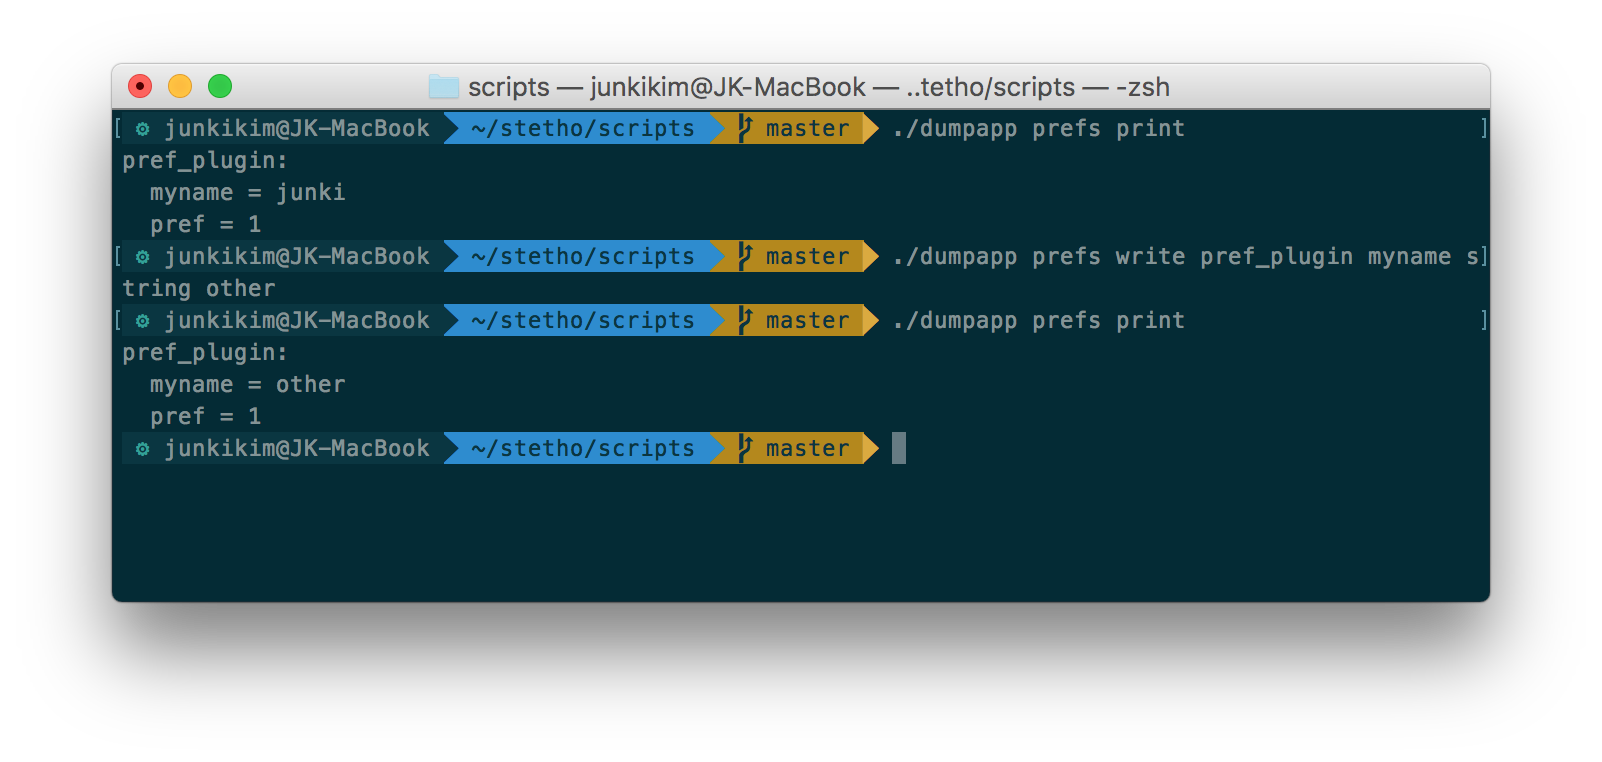 scripts — junkikim@JK-MacBook — ..tetho/scripts — -zsh
[ ⚙ junkikim@JK-MacBook ~/stetho/scripts master ./dumpapp prefs print ]
pref_plugin:
  myname = junki
  pref = 1
[ ⚙ junkikim@JK-MacBook ~/stetho/scripts master ./dumpapp prefs write pref_plugin myname s]
tring other
[ ⚙ junkikim@JK-MacBook ~/stetho/scripts master ./dumpapp prefs print ]
pref_plugin:
  myname = other
  pref = 1
⚙ junkikim@JK-MacBook ~/stetho/scripts master